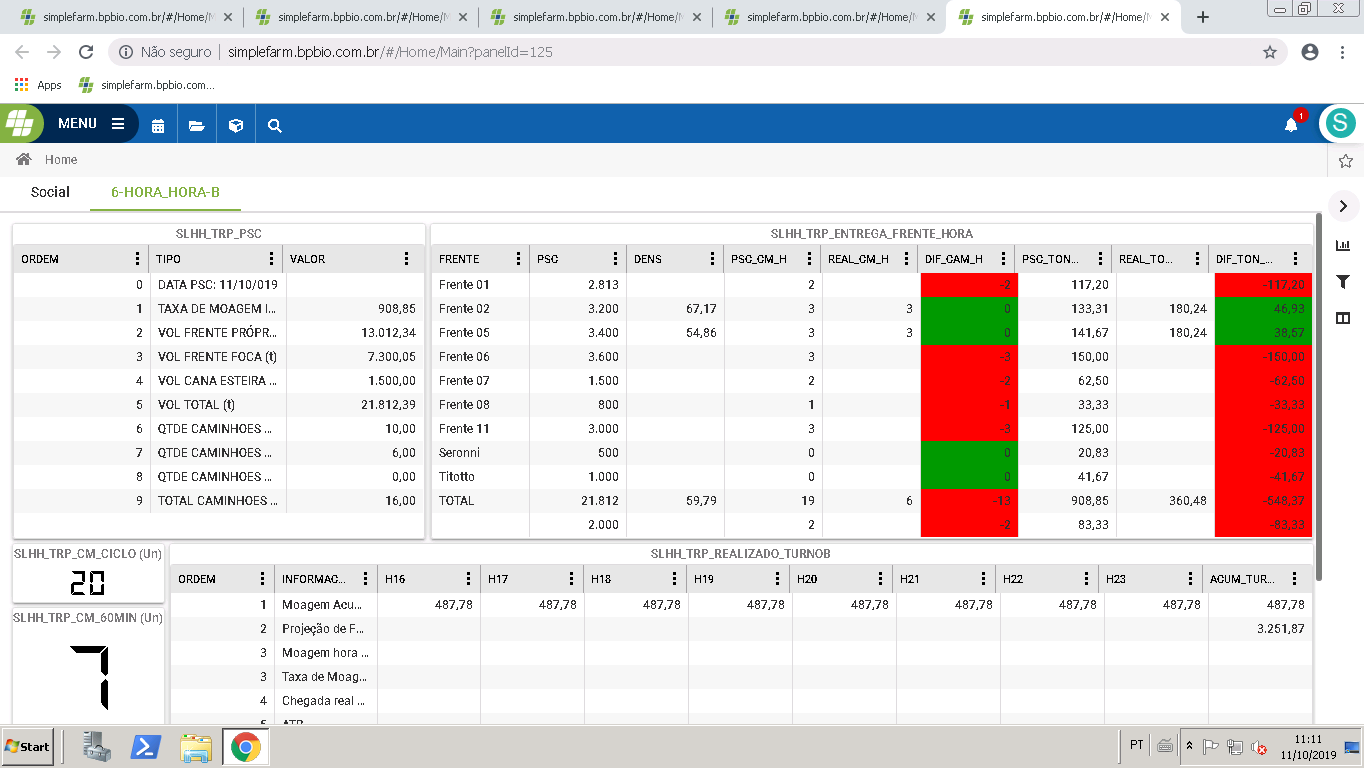 simplefarm.bpbio.com.br/#/Home/M simplefarm.bpbio.com.br/#/Home/M simplefarm.bpbio.com.br/#/Home/M simplefarm.bpbio.com.br/#/Home/M simplefarm.bpbio.com.br/#/Home/M
Não seguro simplefarm.bpbio.com.br/#/Home/Main?panelId=125
Apps simplefarm.bpbio.com....
MENU 1 S
Home
Social 6-HORA_HORA-B
SLHH_TRP_PSC
ORDEM TIPO VALOR
0 DATA PSC: 11/10/019
1 TAXA DE MOAGEM I... 908,85
2 VOL FRENTE PRÓPR... 13.012,34
3 VOL FRENTE FOCA (t) 7.300,05
4 VOL CANA ESTEIRA ... 1.500,00
5 VOL TOTAL (t) 21.812,39
6 QTDE CAMINHOES ... 10,00
7 QTDE CAMINHOES ... 6,00
8 QTDE CAMINHOES ... 0,00
9 TOTAL CAMINHOES ... 16,00
SLHH_TRP_ENTREGA_FRENTE_HORA
FRENTE PSC DENS PSC_CM_H REAL_CM_H DIF_CAM_H PSC_TON... REAL_TO... DIF_TON_...
Frente 01 2.813 2 -2 117,20 -117,20
Frente 02 3.200 67,17 3 3 0 133,31 180,24 46,93
Frente 05 3.400 54,86 3 3 0 141,67 180,24 38,57
Frente 06 3.600 3 -3 150,00 -150,00
Frente 07 1.500 2 -2 62,50 -62,50
Frente 08 800 1 -1 33,33 -33,33
Frente 11 3.000 3 -3 125,00 -125,00
Seronni 500 0 0 20,83 -20,83
Titotto 1.000 0 0 41,67 -41,67
TOTAL 21.812 59,79 19 6 -13 908,85 360,48 -548,37
2.000 2 -2 83,33 -83,33
SLHH_TRP_CM_CICLO (Un)
20
SLHH_TRP_CM_60MIN (Un)
7
SLHH_TRP_REALIZADO_TURNOB
ORDEM INFORMAC... H16 H17 H18 H19 H20 H21 H22 H23 ACUM_TUR...
1 Moagem Acu... 487,78 487,78 487,78 487,78 487,78 487,78 487,78 487,78 487,78
2 Projeção de F... 3.251,87
3 Moagem hora ...
3 Taxa de Moag...
4 Chegada real ...
5 ATR
Start PT 11:11
11/10/2019